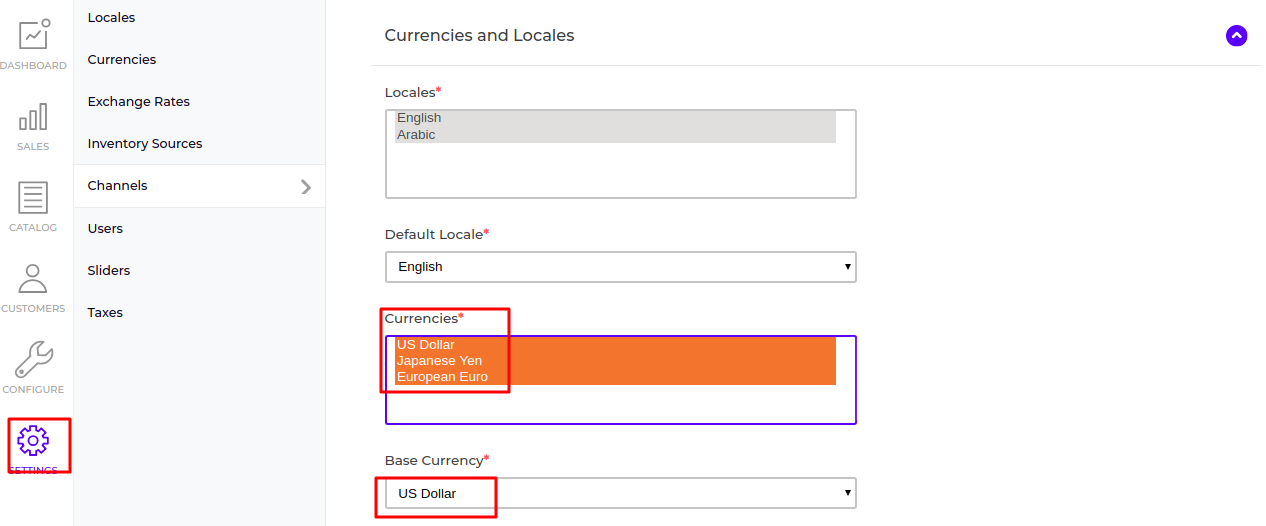 DASHBOARD
SALES
CATALOG
CUSTOMERS
CONFIGURE
SETTINGS
Locales
Currencies
Exchange Rates
Inventory Sources
Channels
Users
Sliders
Taxes
Currencies and Locales
Locales*
English
Arabic
Default Locale*
English
Currencies*
US Dollar
Japanese Yen
European Euro
Base Currency*
US Dollar